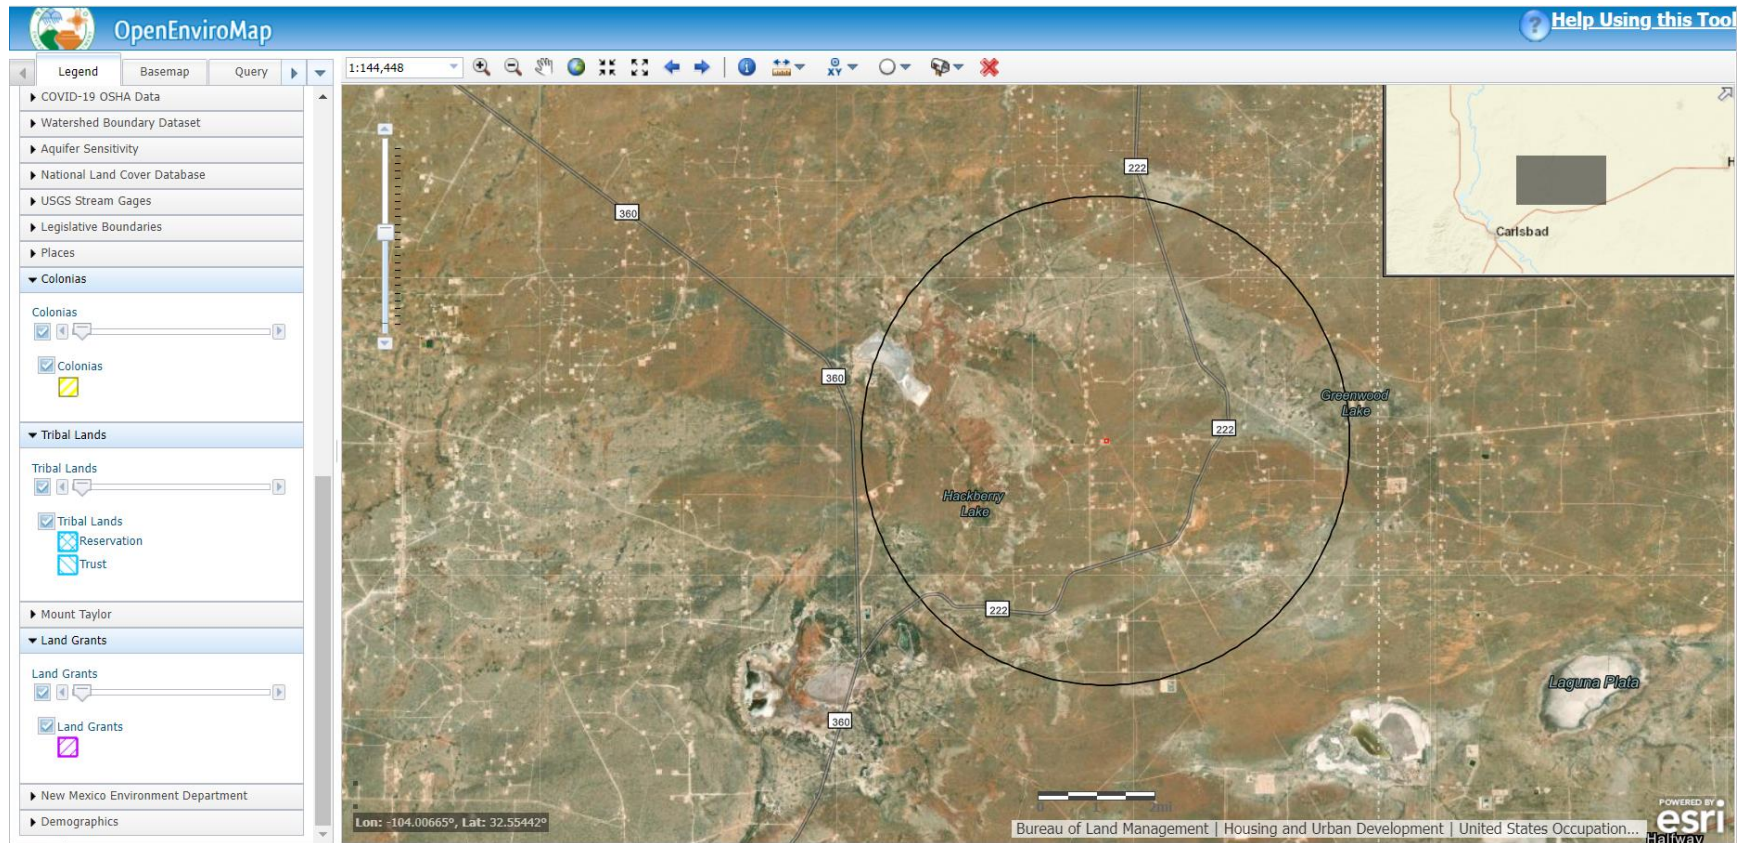 OpenEnviroMap
Help Using this Tool
Legend
Basemap
Query
1:144,448
COVID-19 OSHA Data
Watershed Boundary Dataset
Aquifer Sensitivity
National Land Cover Database
USGS Stream Gages
Legislative Boundaries
Places
Colonias
Colonias
Colonias
Tribal Lands
Tribal Lands
Tribal Lands
Reservation
Trust
Mount Taylor
Land Grants
Land Grants
Land Grants
New Mexico Environment Department
Demographics
222
360
Carlsbad
H
360
Greenwood
Lake
222
Hackberry
Lake
222
Laguna Plata
360
0 1 2mi
Lon: -104.00665°, Lat: 32.55442°
Bureau of Land Management | Housing and Urban Development | United States Occupation...
POWERED BY
esri
Halfway